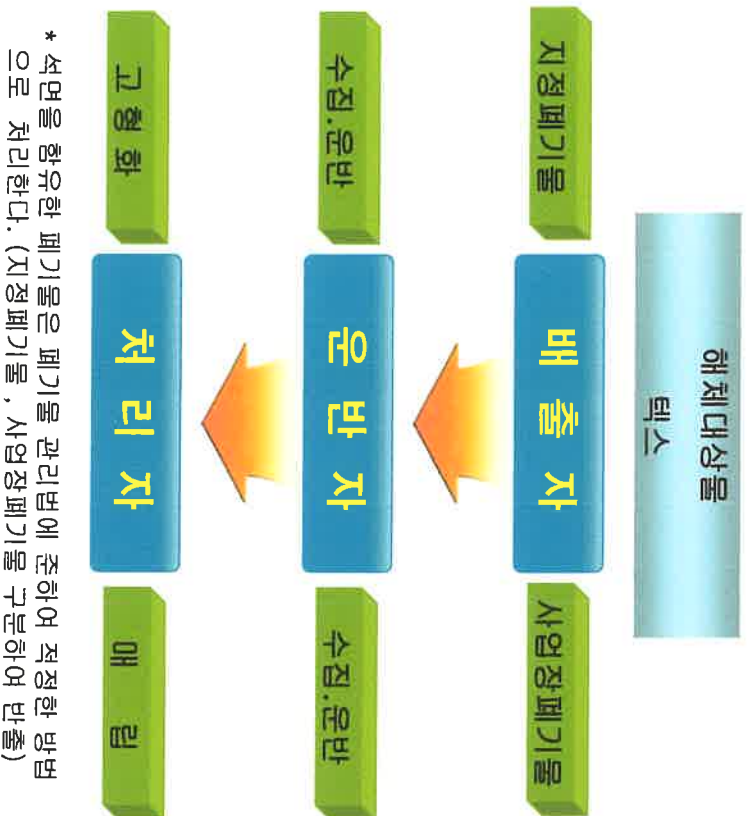 해체대상물
텍스
지정폐기물
배 출 자
사업장폐기물
수집.운반
운 반 자
수집.운반
고 형 화
처 리 자
매 립
* 석면을 함유한 폐기물은 폐기물 관리법에 준하여 적정한 방법
으로 처리한다. (지정폐기물 , 사업장폐기물 구분하여 반출)